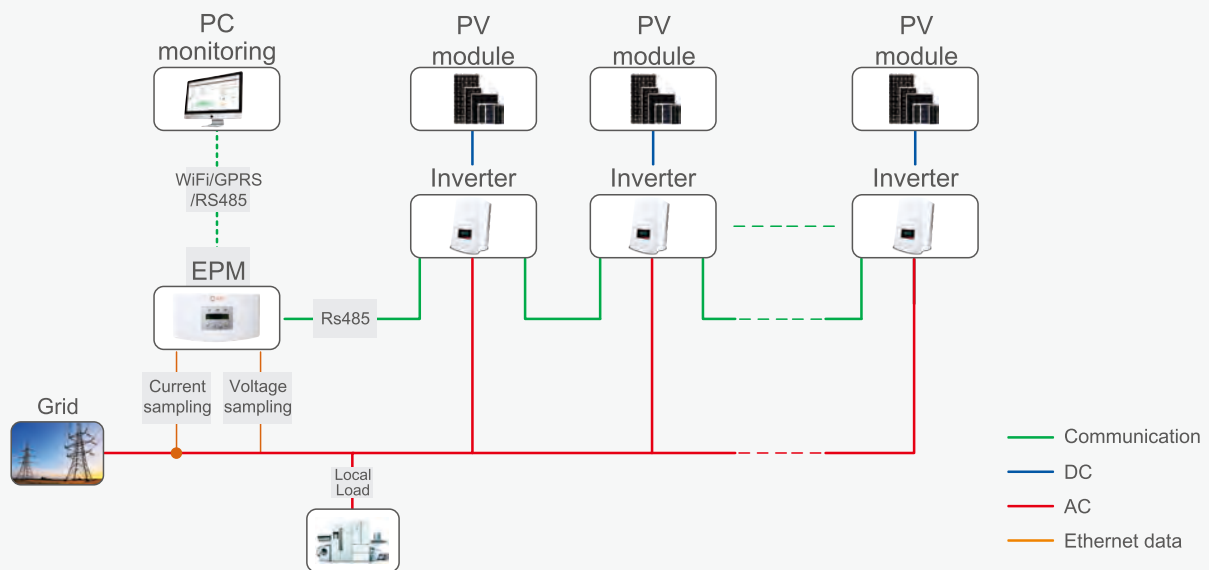 PC
monitoring
PV
module
PV
module
PV
module
WiFi/GPRS
/RS485
Inverter
Inverter
Inverter
EPM
Rs485
Current
sampling
Voltage
sampling
Grid
Local
Load
Communication
DC
AC
Ethernet data